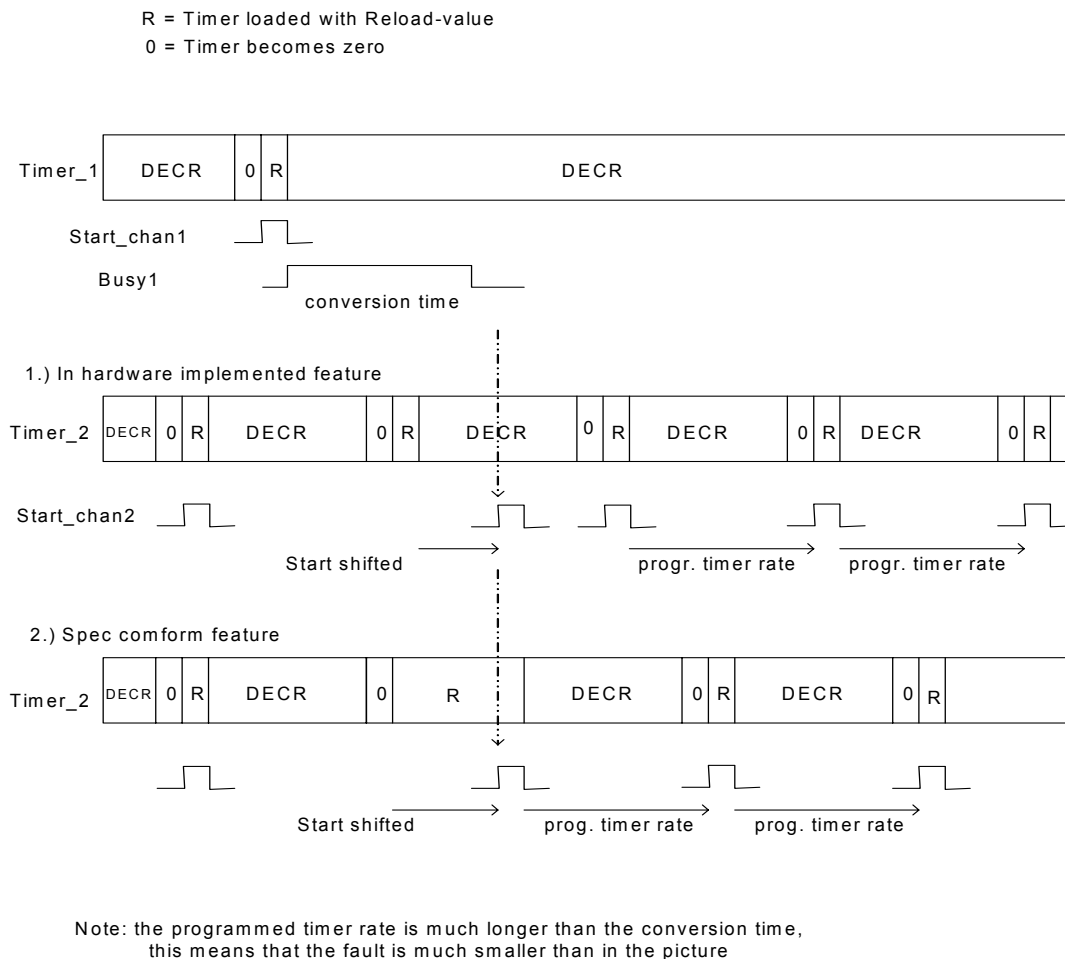 R = Timer loaded with Reload-value
0 = Timer becomes zero
Timer_1 DECR 0 R DECR
Start_chan1
Busy1
conversion time
1.) In hardware implemented feature
Timer_2 DECR 0 R DECR 0 R DECR 0 R DECR 0 R DECR 0 R
Start_chan2
Start shifted progr. timer rate progr. timer rate
2.) Spec comform feature
Timer_2 DECR 0 R DECR 0 R DECR 0 R DECR 0 R
Start shifted prog. timer rate prog. timer rate
Note: the programmed timer rate is much longer than the conversion time,
this means that the fault is much smaller than in the picture